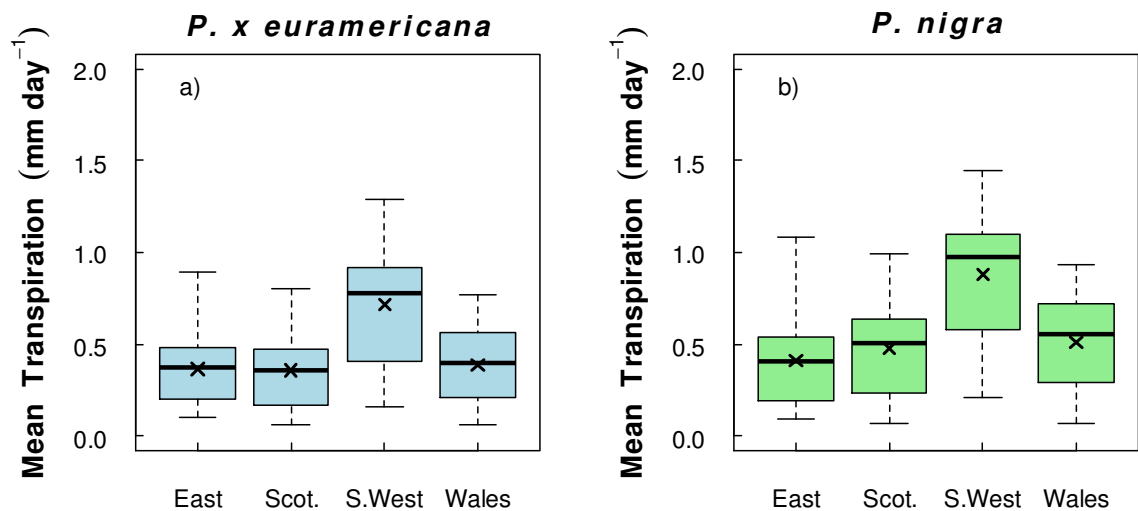 P. x euramericana
Mean Transpiration (mm day⁻¹)
a)
2.0
1.5
1.0
0.5
0.0
East Scot. S.West Wales
P. nigra
Mean Transpiration (mm day⁻¹)
b)
2.0
1.5
1.0
0.5
0.0
East Scot. S.West Wales